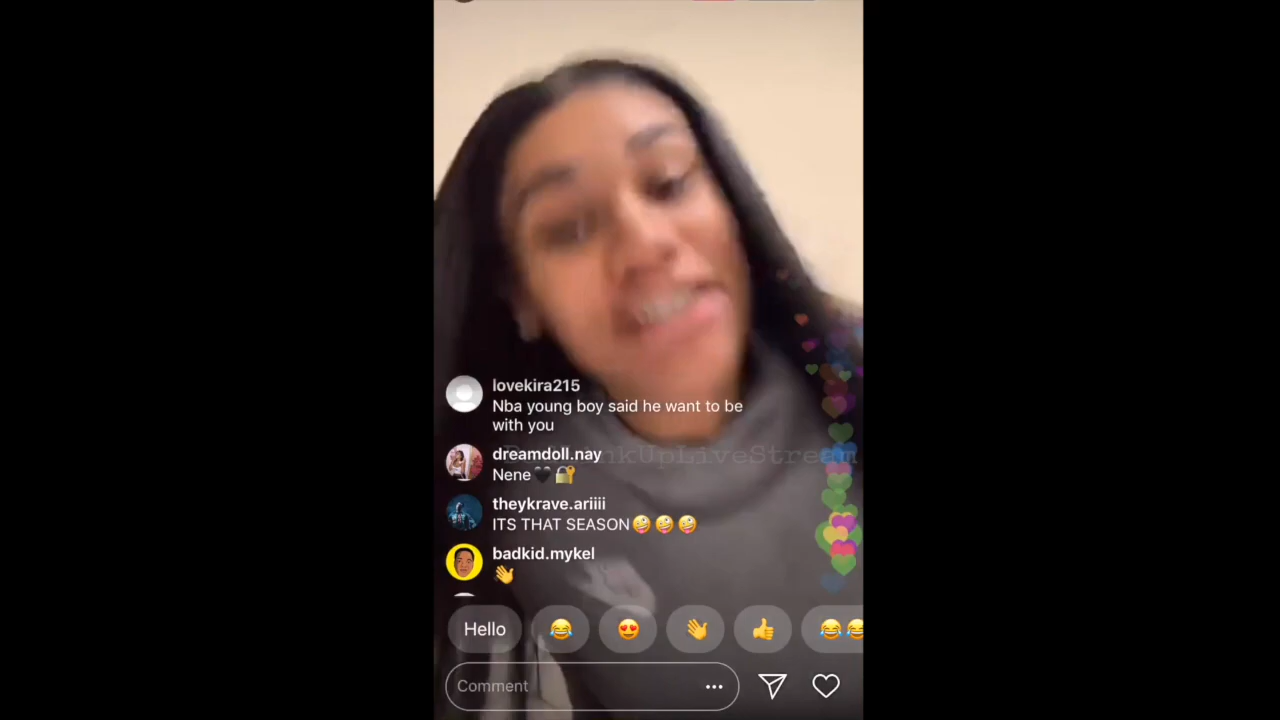 lovekira215
Nba young boy said he want to be
with you
dreamdoll.nay
Nene🖤🔐
theykrave.ariiii
ITS THAT SEASON🤪🤪🤪
badkid.mykel
👋
Hello 😂 😍 👋 👍 😂😂
Comment